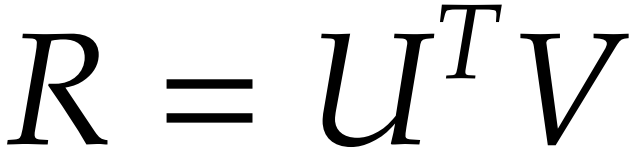 R = U^T V